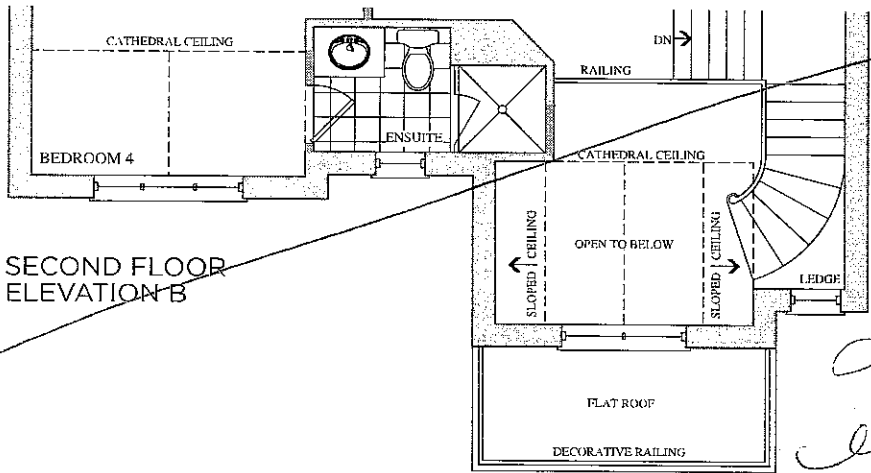 CATHEDRAL CEILING
DN
RAILING
ENSUITE
BEDROOM 4
CATHEDRAL CEILING
SLOPED CEILING
OPEN TO BELOW
SLOPED CEILING
LEDGE
SECOND FLOOR
ELEVATION B
FLAT ROOF
DECORATIVE RAILING